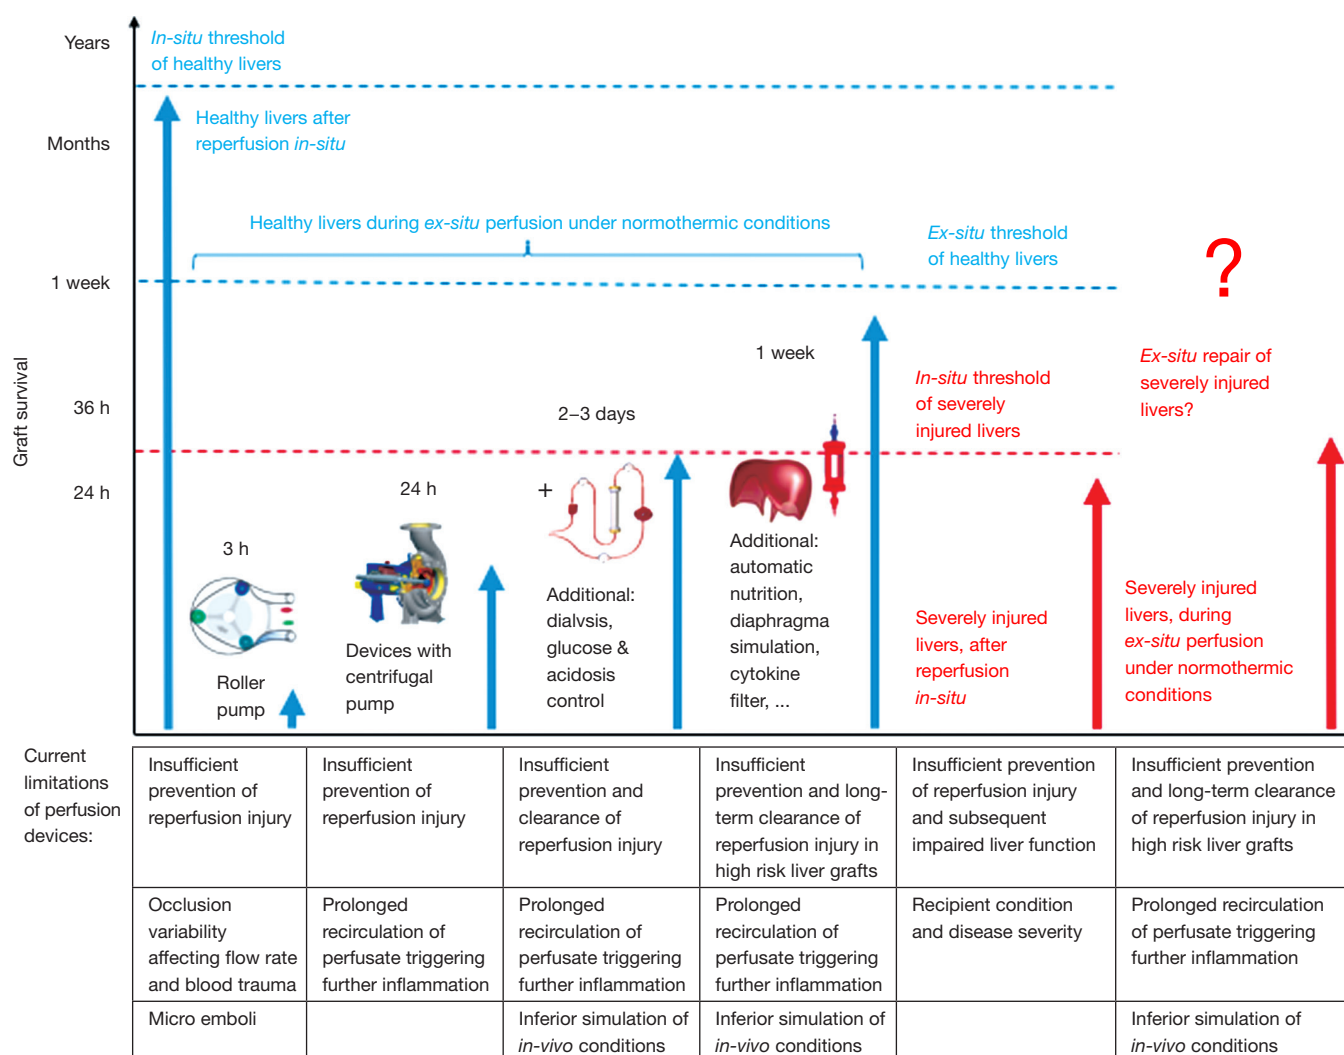 Years
In-situ threshold
of healthy livers
Healthy livers after
reperfusion in-situ
Months
Healthy livers during ex-situ perfusion under normothermic conditions
Ex-situ threshold
of healthy livers
?
1 week
Graft survival
36 h
24 h
3 h
Roller
pump
24 h
Devices with
centrifugal
pump
2–3 days
+
Additional:
dialvsis,
glucose &
acidosis
control
1 week
Additional:
automatic
nutrition,
diaphragma
simulation,
cytokine
filter, ...
In-situ threshold
of severely
injured livers
Severely injured
livers, after
reperfusion
in-situ
Ex-situ repair of
severely injured
livers?
Severely injured
livers, during
ex-situ perfusion
under normothermic
conditions
Current
limitations
of perfusion
devices:
Insufficient
prevention of
reperfusion injury
Insufficient
prevention of
reperfusion injury
Insufficient
prevention and
clearance of
reperfusion injury
Insufficient
prevention and long-
term clearance of
reperfusion injury in
high risk liver grafts
Insufficient prevention
of reperfusion injury
and subsequent
impaired liver function
Insufficient prevention
and long-term clearance
of reperfusion injury in
high risk liver grafts
Occlusion
variability
affecting flow rate
and blood trauma
Prolonged
recirculation of
perfusate triggering
further inflammation
Prolonged
recirculation of
perfusate triggering
further inflammation
Prolonged
recirculation of
perfusate triggering
further inflammation
Recipient condition
and disease severity
Prolonged recirculation
of perfusate triggering
further inflammation
Micro emboli
Inferior simulation of
in-vivo conditions
Inferior simulation of
in-vivo conditions
Inferior simulation of
in-vivo conditions